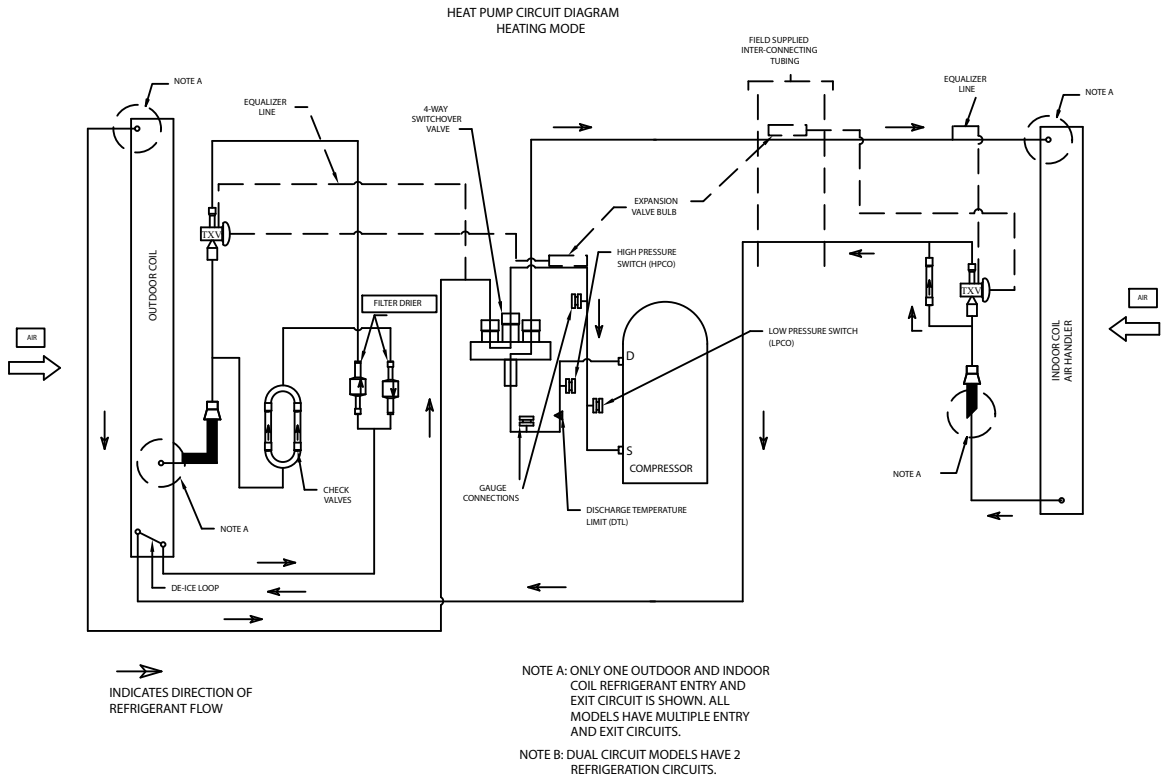 HEAT PUMP CIRCUIT DIAGRAM
HEATING MODE
FIELD SUPPLIED
INTER-CONNECTING
TUBING
NOTE A
EQUALIZER
LINE
4-WAY
SWITCHOVER
VALVE
EQUALIZER
LINE
NOTE A
EXPANSION
VALVE BULB
TXV
HIGH PRESSURE
SWITCH (HPCO)
OUTDOOR COIL
FILTER DRIER
TXV
AIR
AIR
LOW PRESSURE SWITCH
(LPCO)
INDOOR COIL
AIR HANDLER
D
S
COMPRESSOR
NOTE A
GAUGE
CONNECTIONS
CHECK
VALVES
DISCHARGE TEMPERATURE
LIMIT (DTL)
NOTE A
DE-ICE LOOP
INDICATES DIRECTION OF
REFRIGERANT FLOW
NOTE A: ONLY ONE OUTDOOR AND INDOOR
COIL REFRIGERANT ENTRY AND
EXIT CIRCUIT IS SHOWN. ALL
MODELS HAVE MULTIPLE ENTRY
AND EXIT CIRCUITS.
NOTE B: DUAL CIRCUIT MODELS HAVE 2
REFRIGERATION CIRCUITS.